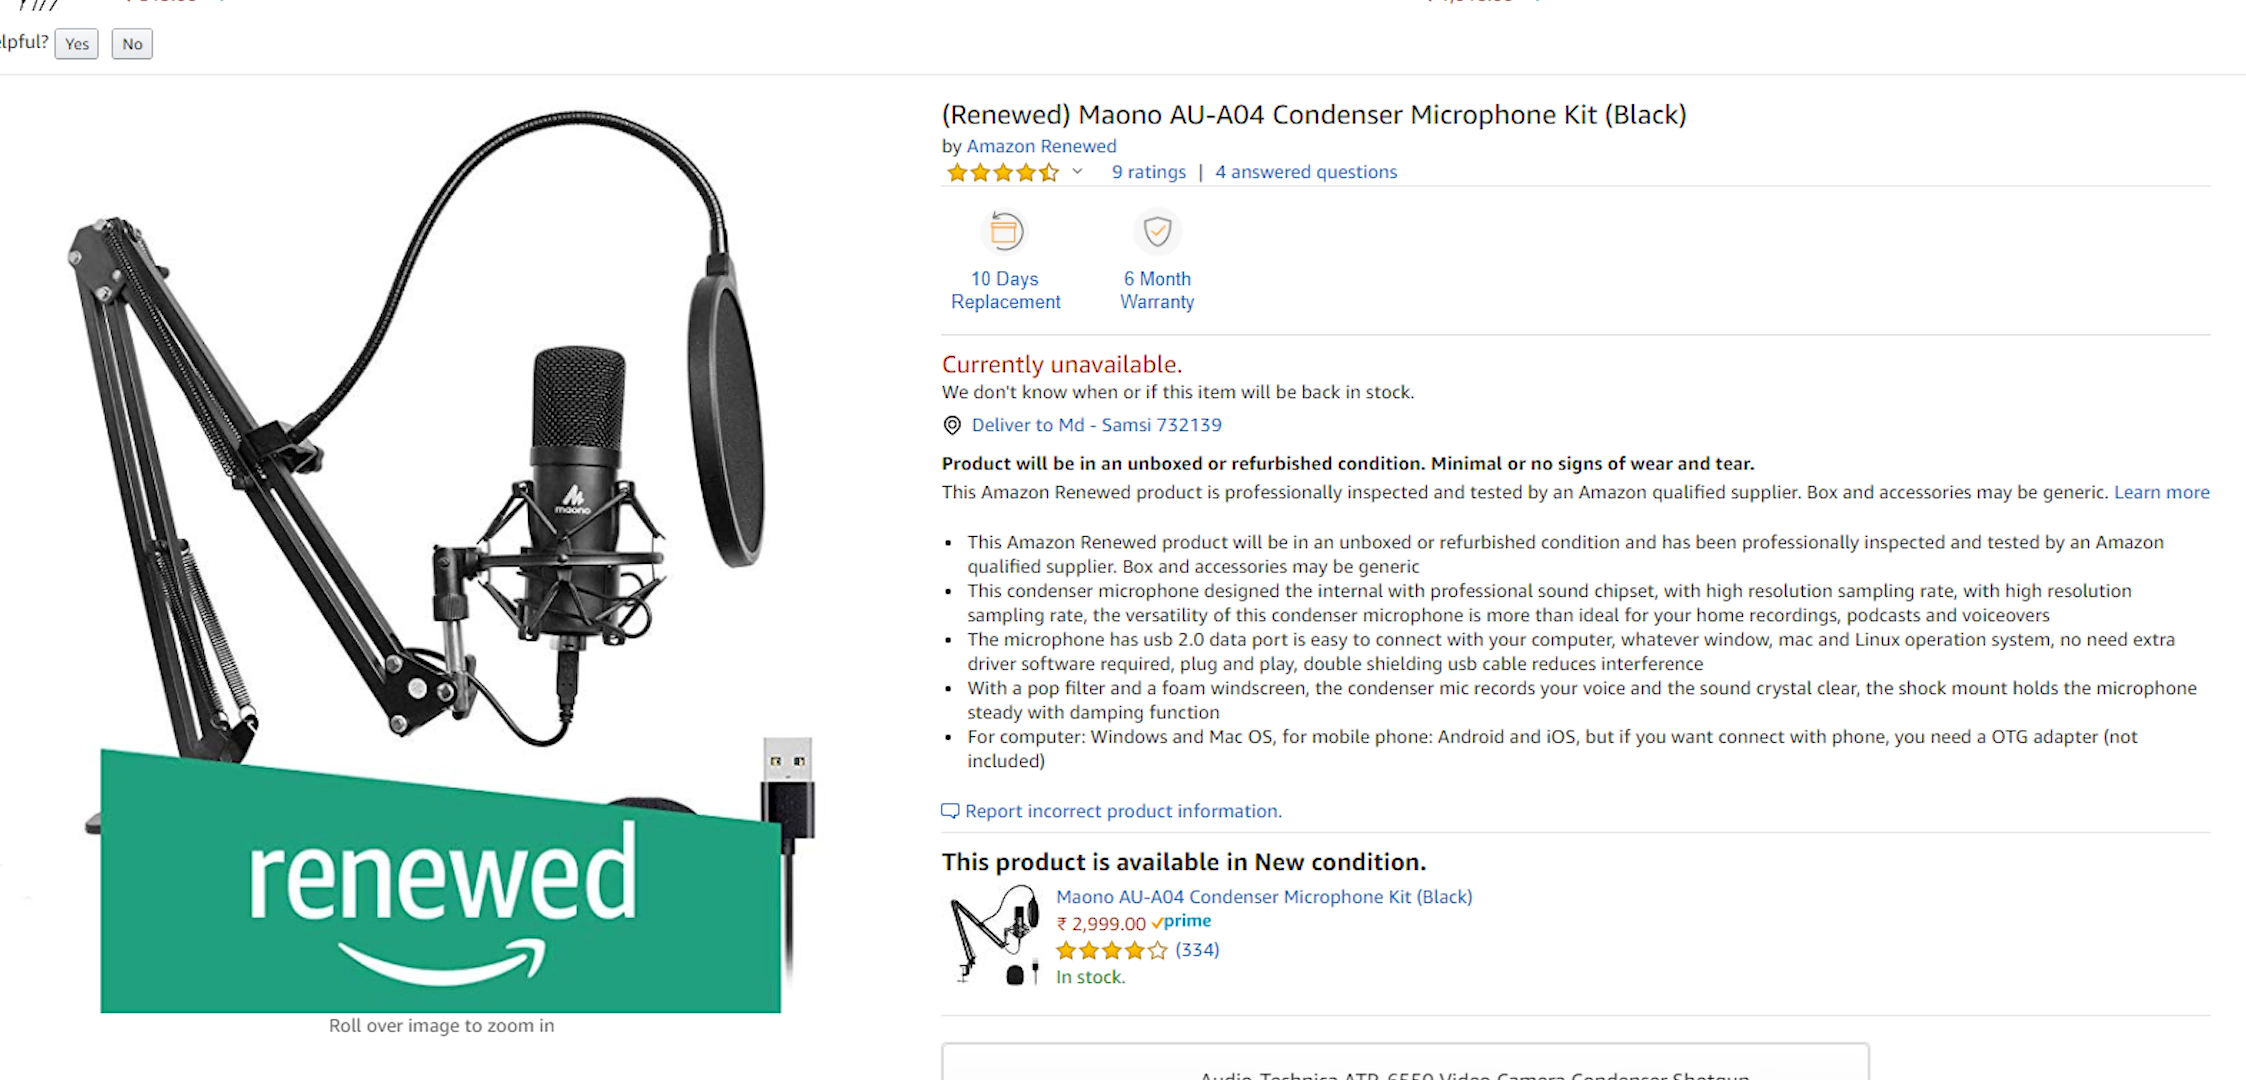 elpful? Yes No
(Renewed) Maono AU-A04 Condenser Microphone Kit (Black)
by Amazon Renewed
9 ratings | 4 answered questions
10 Days
Replacement
6 Month
Warranty
Currently unavailable.
We don't know when or if this item will be back in stock.
Deliver to Md - Samsi 732139
Product will be in an unboxed or refurbished condition. Minimal or no signs of wear and tear.
This Amazon Renewed product is professionally inspected and tested by an Amazon qualified supplier. Box and accessories may be generic. Learn more
• This Amazon Renewed product will be in an unboxed or refurbished condition and has been professionally inspected and tested by an Amazon
qualified supplier. Box and accessories may be generic
• This condenser microphone designed the internal with professional sound chipset, with high resolution sampling rate, with high resolution
sampling rate, the versatility of this condenser microphone is more than ideal for your home recordings, podcasts and voiceovers
• The microphone has usb 2.0 data port is easy to connect with your computer, whatever window, mac and Linux operation system, no need extra
driver software required, plug and play, double shielding usb cable reduces interference
• With a pop filter and a foam windscreen, the condenser mic records your voice and the sound crystal clear, the shock mount holds the microphone
steady with damping function
• For computer: Windows and Mac OS, for mobile phone: Android and iOS, but if you want connect with phone, you need a OTG adapter (not
included)
Report incorrect product information.
This product is available in New condition.
Maono AU-A04 Condenser Microphone Kit (Black)
₹ 2,999.00 prime
(334)
In stock.
maono
renewed
Roll over image to zoom in
Audio-Technica ATR-6550 Video Camera Condenser Shotgun